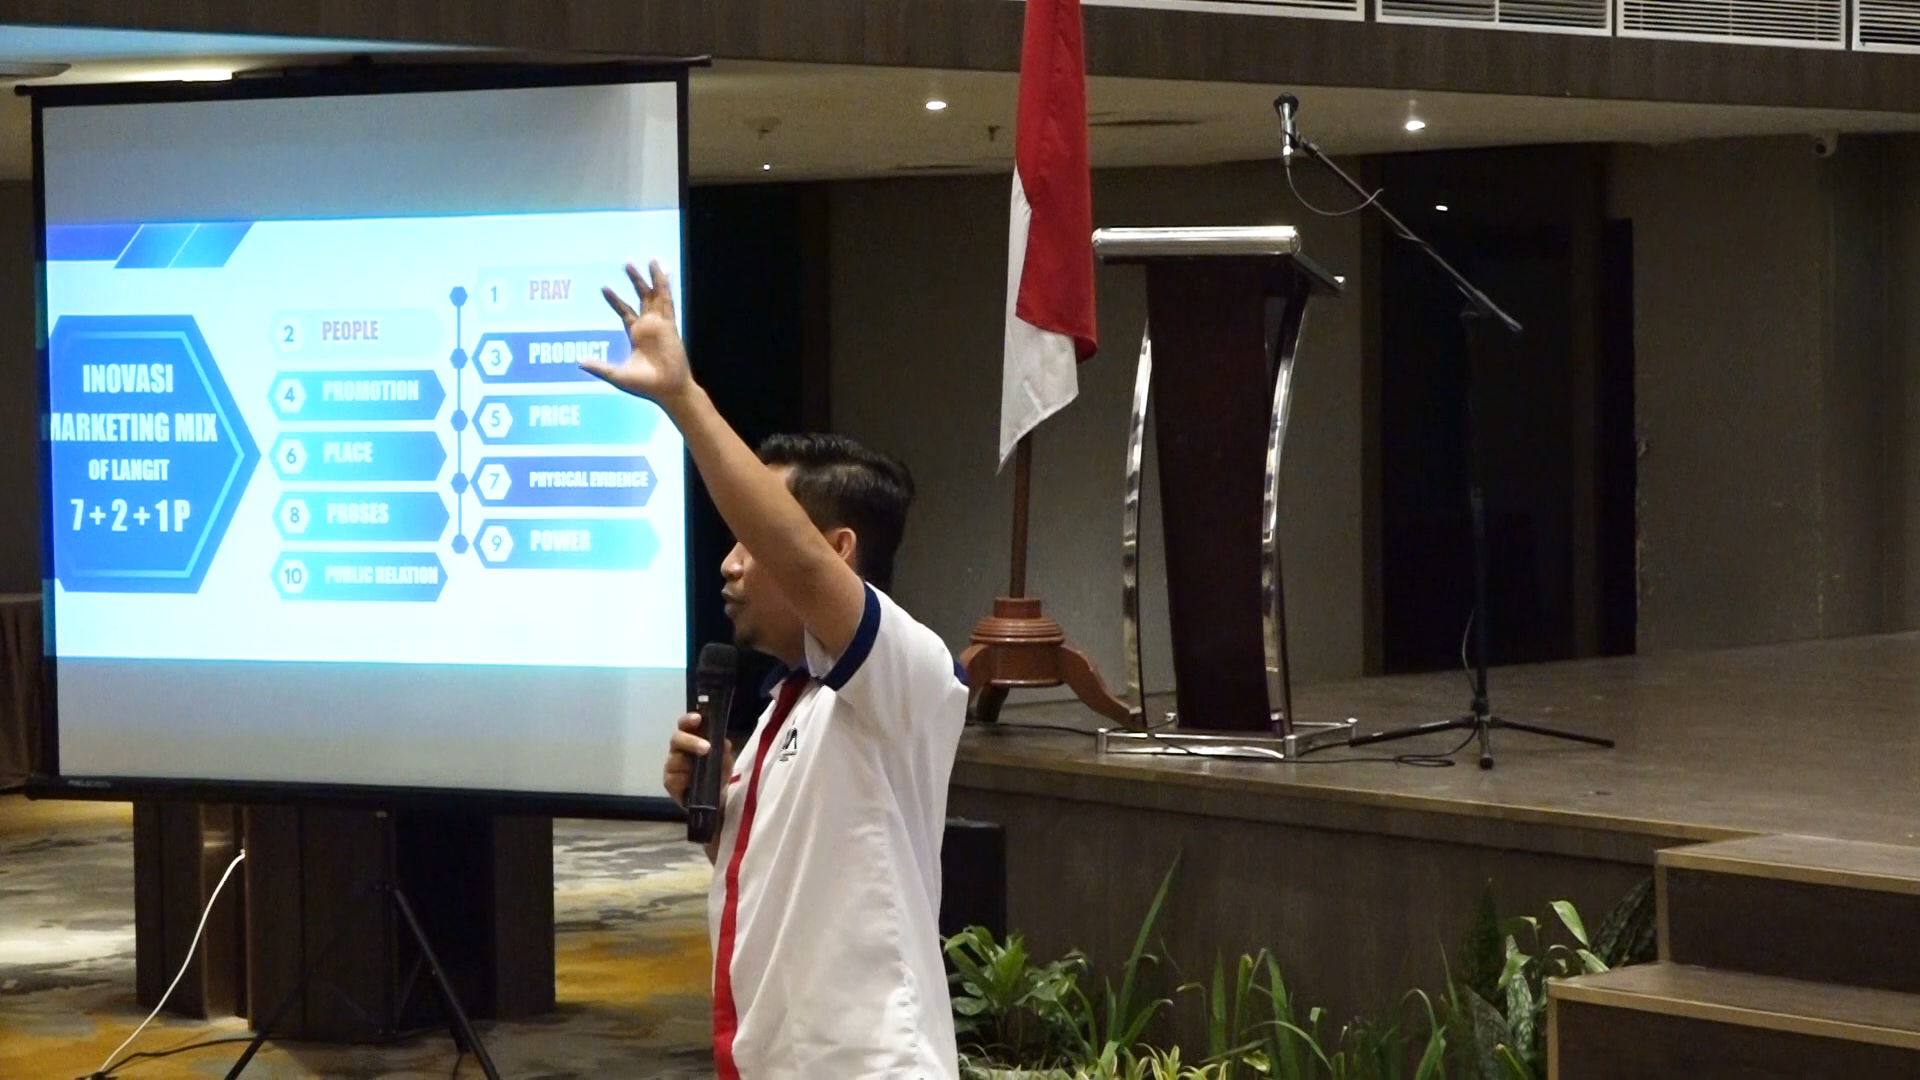 INOVASI
MARKETING MIX
OF LANGIT
7 + 2 + 1 P
1 PRAY
2 PEOPLE
3 PRODUCT
4 PROMOTION
5 PRICE
6 PLACE
7 PHYSICAL EVIDENCE
8 PROSES
9 POWER
10 PUBLIC RELATION